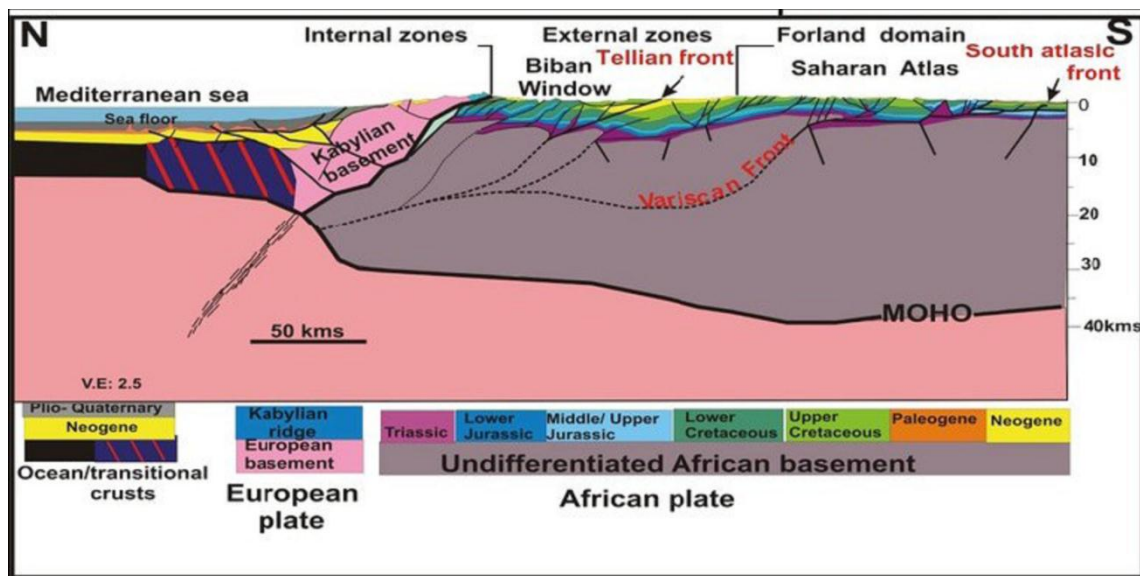 N
S
Internal zones
External zones
Forland domain
Biban
Window
Tellian front
Saharan Atlas
South atlasic
front
Mediterranean sea
Sea floor
Kabylian
basement
Variscan Front
0
10
20
30
40kms
MOHO
50 kms
V.E: 2.5
Plio- Quaternary
Neogene
Ocean/transitional
crusts
Kabylian
ridge
European
basement
European
plate
Triassic
Lower
Jurassic
Middle/ Upper
Jurassic
Lower
Cretaceous
Upper
Cretaceous
Paleogene
Neogene
Undifferentiated African basement
African plate